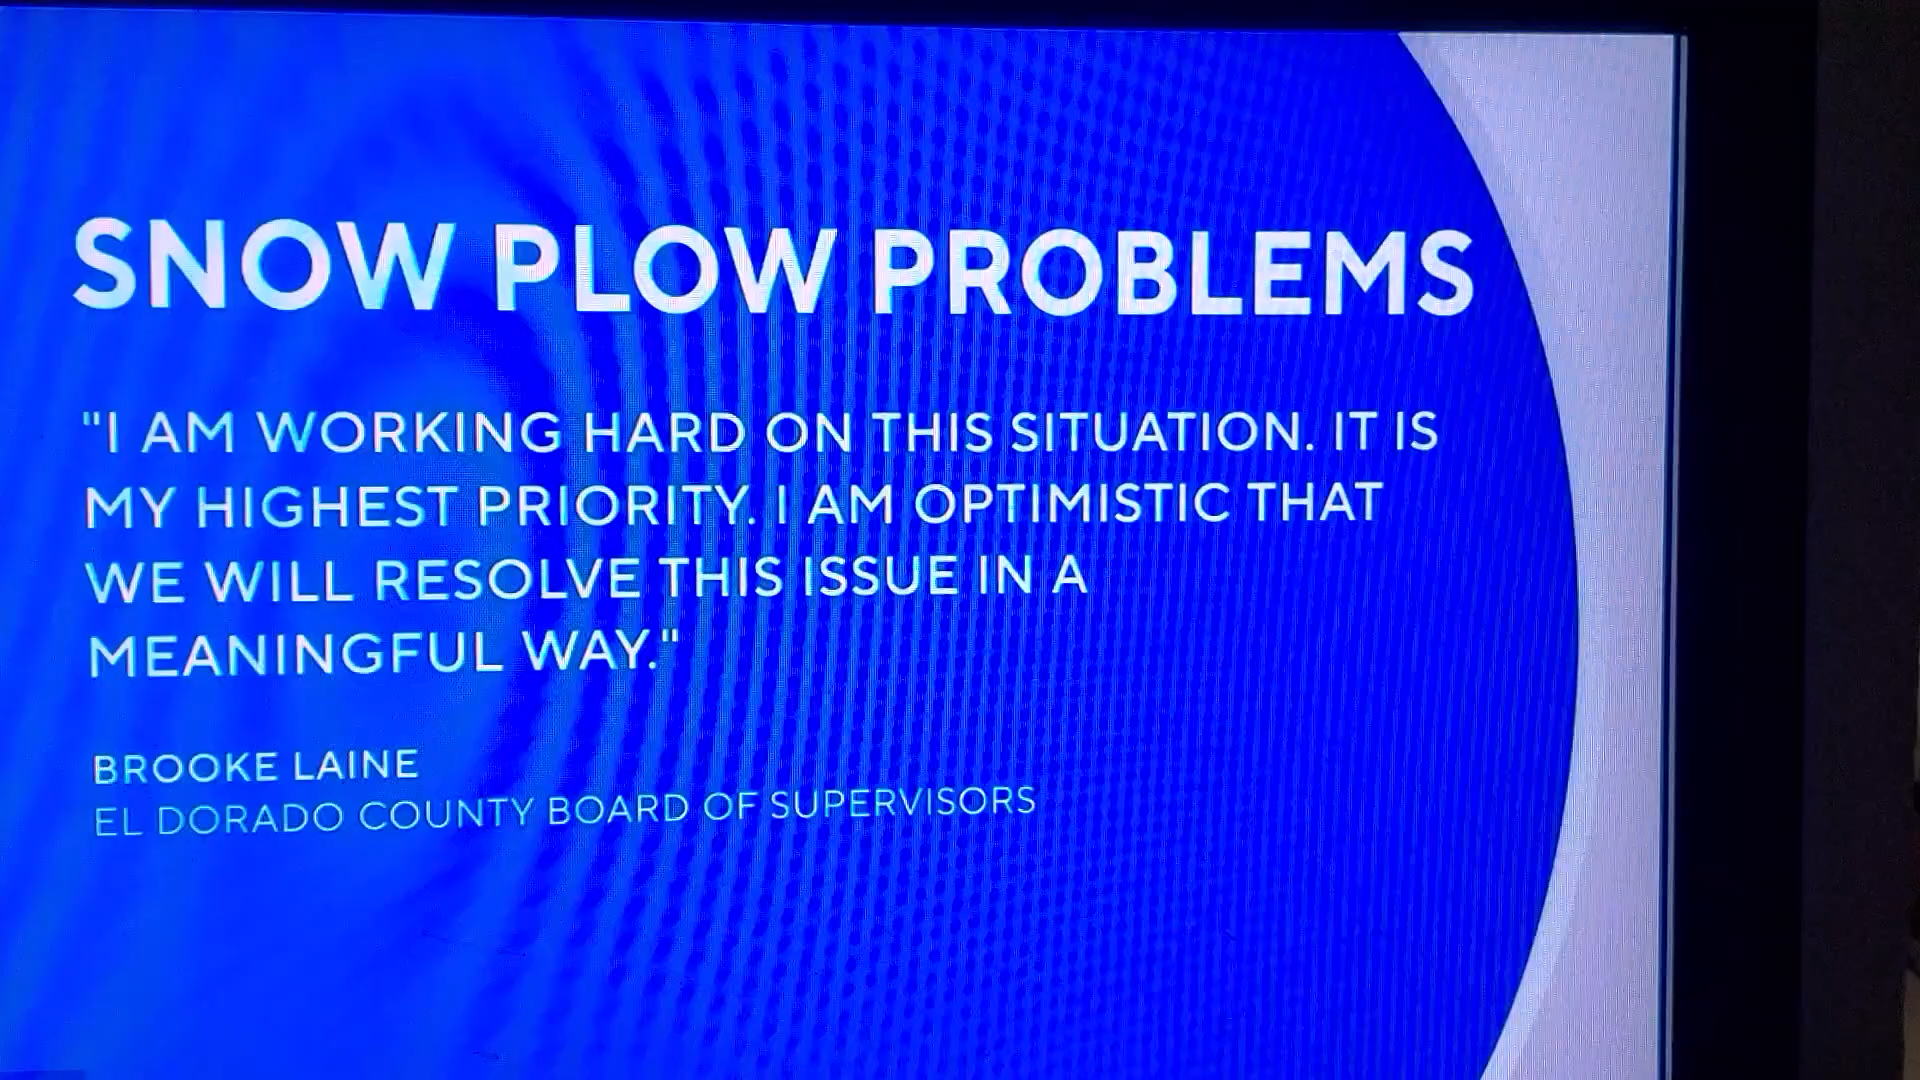 SNOW PLOW PROBLEMS
"I AM WORKING HARD ON THIS SITUATION. IT IS
MY HIGHEST PRIORITY. I AM OPTIMISTIC THAT
WE WILL RESOLVE THIS ISSUE IN A
MEANINGFUL WAY."
BROOKE LAINE
EL DORADO COUNTY BOARD OF SUPERVISORS